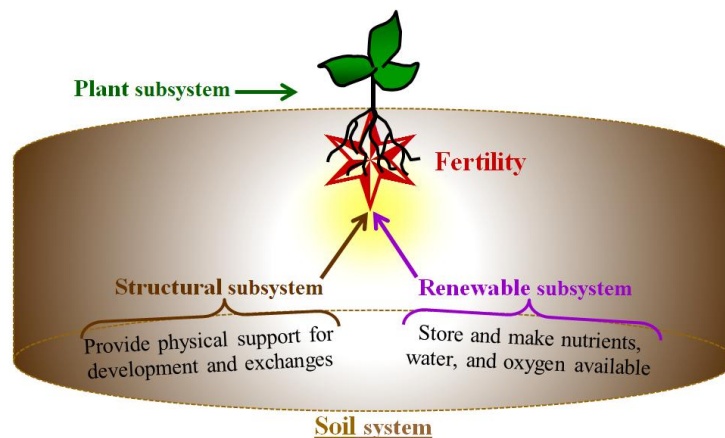 Plant subsystem
Fertility
Structural subsystem
Provide physical support for
development and exchanges
Renewable subsystem
Store and make nutrients,
water, and oxygen available
Soil system